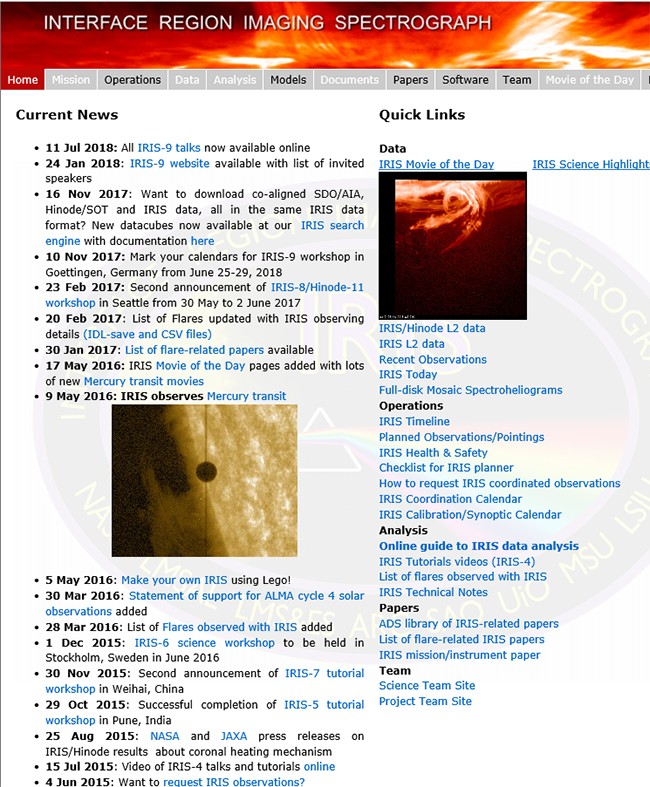 INTERFACE REGION IMAGING SPECTROGRAPH
Home Mission Operations Data Analysis Models Documents Papers Software Team Movie of the Day
Current News
11 Jul 2018: All IRIS-9 talks now available online
24 Jan 2018: IRIS-9 website available with list of invited
speakers
16 Nov 2017: Want to download co-aligned SDO/AIA,
Hinode/SOT and IRIS data, all in the same IRIS data
format? New datacubes now available at our IRIS search
engine with documentation here
10 Nov 2017: Mark your calendars for IRIS-9 workshop in
Goettingen, Germany from June 25-29, 2018
23 Feb 2017: Second announcement of IRIS-8/Hinode-11
workshop in Seattle from 30 May to 2 June 2017
20 Feb 2017: List of Flares updated with IRIS observing
details (IDL-save and CSV files)
30 Jan 2017: List of flare-related papers available
17 May 2016: IRIS Movie of the Day pages added with lots
of new Mercury transit movies
9 May 2016: IRIS observes Mercury transit
5 May 2016: Make your own IRIS using Lego!
30 Mar 2016: Statement of support for ALMA cycle 4 solar
observations added
28 Mar 2016: List of Flares observed with IRIS added
1 Dec 2015: IRIS-6 science workshop to be held in
Stockholm, Sweden in June 2016
30 Nov 2015: Second announcement of IRIS-7 tutorial
workshop in Weihai, China
29 Oct 2015: Successful completion of IRIS-5 tutorial
workshop in Pune, India
25 Aug 2015: NASA and JAXA press releases on
IRIS/Hinode results about coronal heating mechanism
15 Jul 2015: Video of IRIS-4 talks and tutorials online
4 Jun 2015: Want to request IRIS observations?
Quick Links
Data
IRIS Movie of the Day IRIS Science Highlight
IRIS/Hinode L2 data
IRIS L2 data
Recent Observations
IRIS Today
Full-disk Mosaic Spectroheliograms
Operations
IRIS Timeline
Planned Observations/Pointings
IRIS Health & Safety
Checklist for IRIS planner
How to request IRIS coordinated observations
IRIS Coordination Calendar
IRIS Calibration/Synoptic Calendar
Analysis
Online guide to IRIS data analysis
IRIS Tutorials videos (IRIS-4)
List of flares observed with IRIS
IRIS Technical Notes
Papers
ADS library of IRIS-related papers
List of flare-related IRIS papers
IRIS mission/instrument paper
Team
Science Team Site
Project Team Site